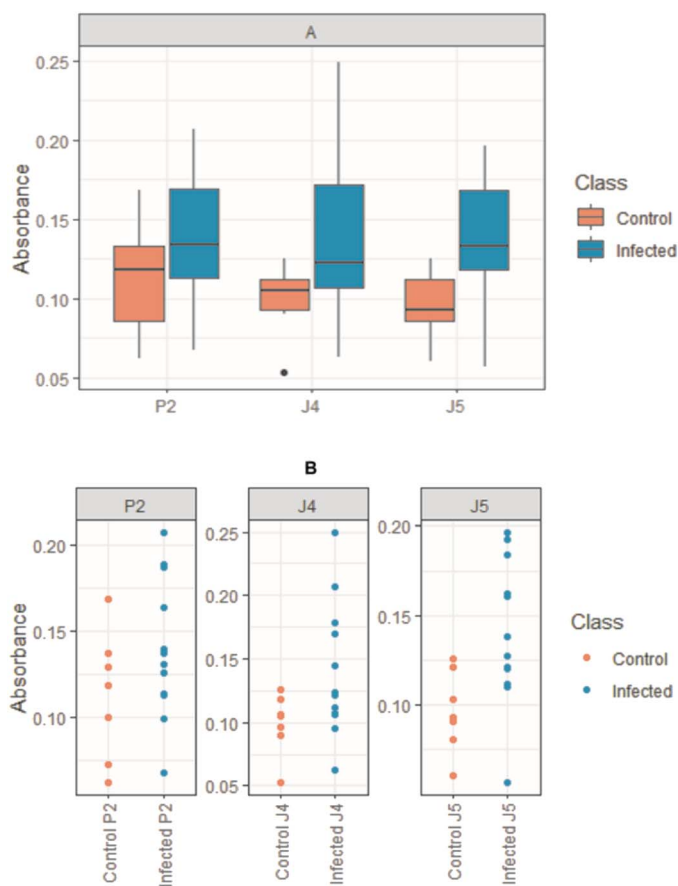 A
0.25
0.20
0.15
0.10
0.05
Absorbance
P2
J4
J5
Class
Control
Infected
B
P2
J4
J5
0.20
0.15
0.10
0.25
0.20
0.15
0.10
0.05
0.20
0.15
0.10
Absorbance
Control P2
Infected P2
Control J4
Infected J4
Control J5
Infected J5
Class
Control
Infected